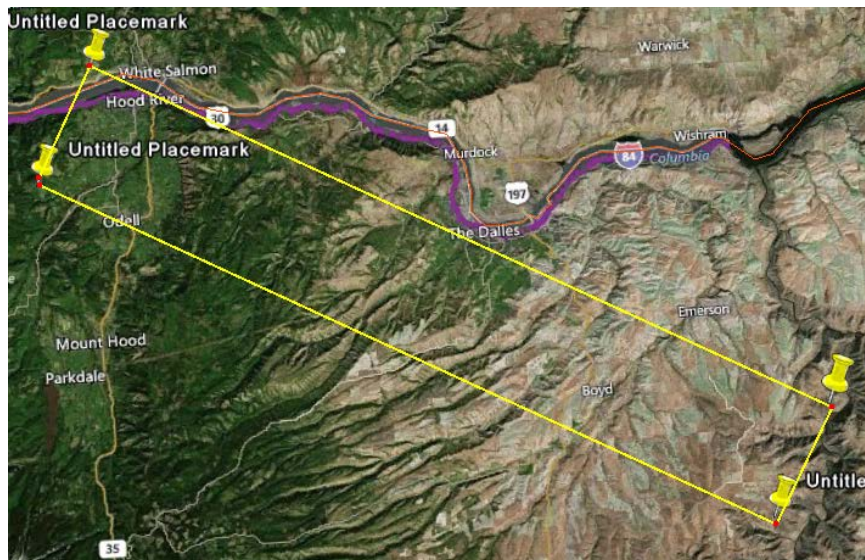 Untitled Placemark
White Salmon
Warwick
Hood River
30
14
Wishram
Murdock
84
Columbia
Untitled Placemark
197
Odell
The Dalles
Emerson
Mount Hood
Parkdale
Boyd
Untitle
35